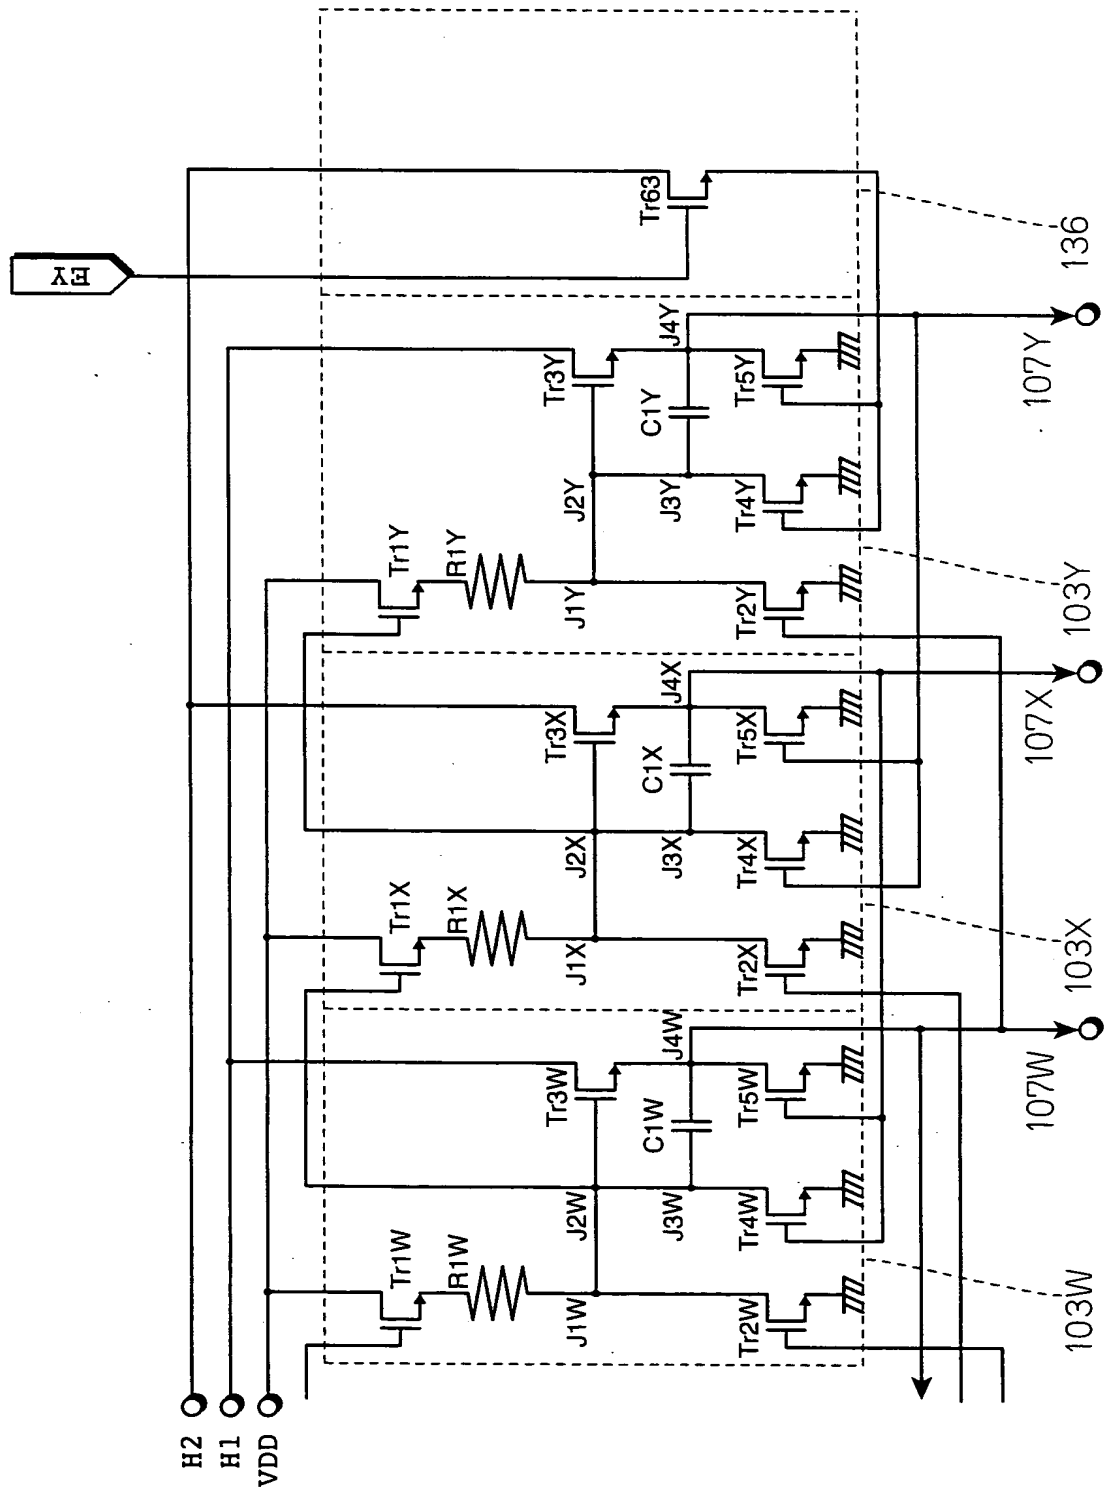 EY
H2
H1
VDD
Tr1W
R1W
J1W
Tr2W
J2W
J3W
Tr4W
Tr3W
C1W
J4W
Tr5W
Tr1X
R1X
J1X
Tr2X
J2X
J3X
Tr4X
Tr3X
C1X
J4X
Tr5X
Tr1Y
R1Y
J1Y
Tr2Y
J2Y
J3Y
Tr4Y
Tr3Y
C1Y
J4Y
Tr5Y
Tr63
103W
107W
103X
107X
103Y
107Y
136